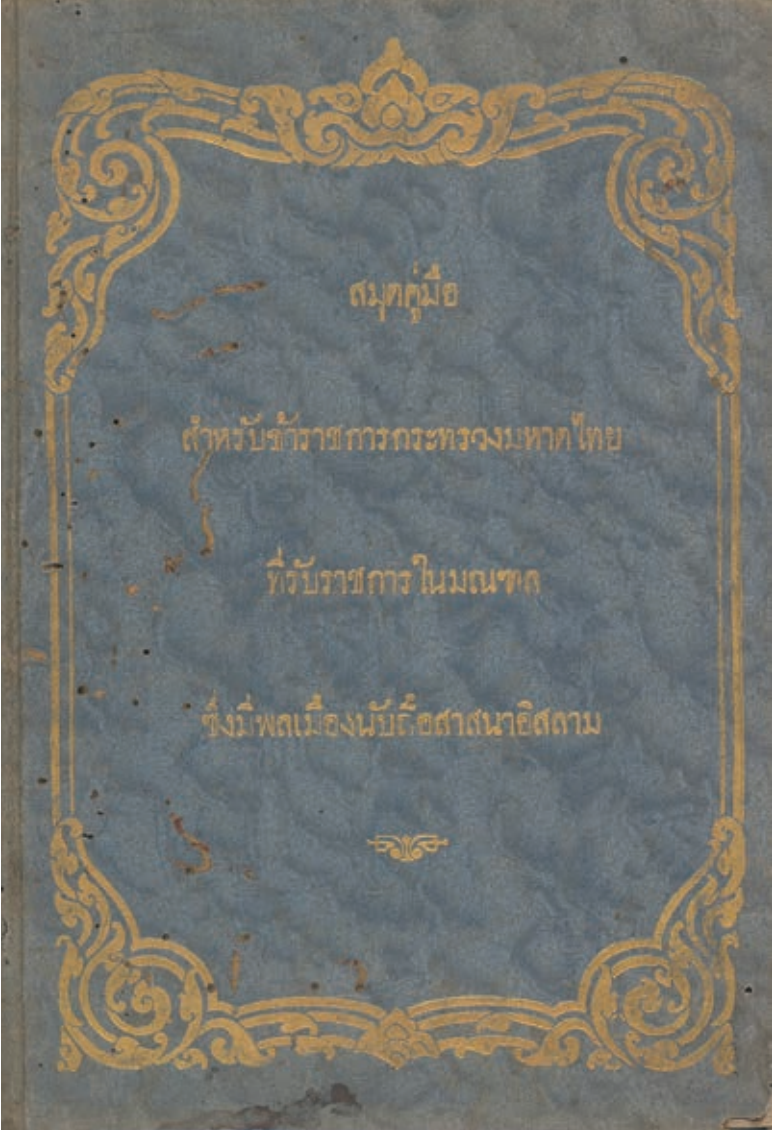 สมุดคู่มือ
สำหรับข้าราชการกระทรวงมหาดไทย
ที่รับราชการในมณฑล
ซึ่งมีพลเมืองนับถือสาสนาอิสลาม